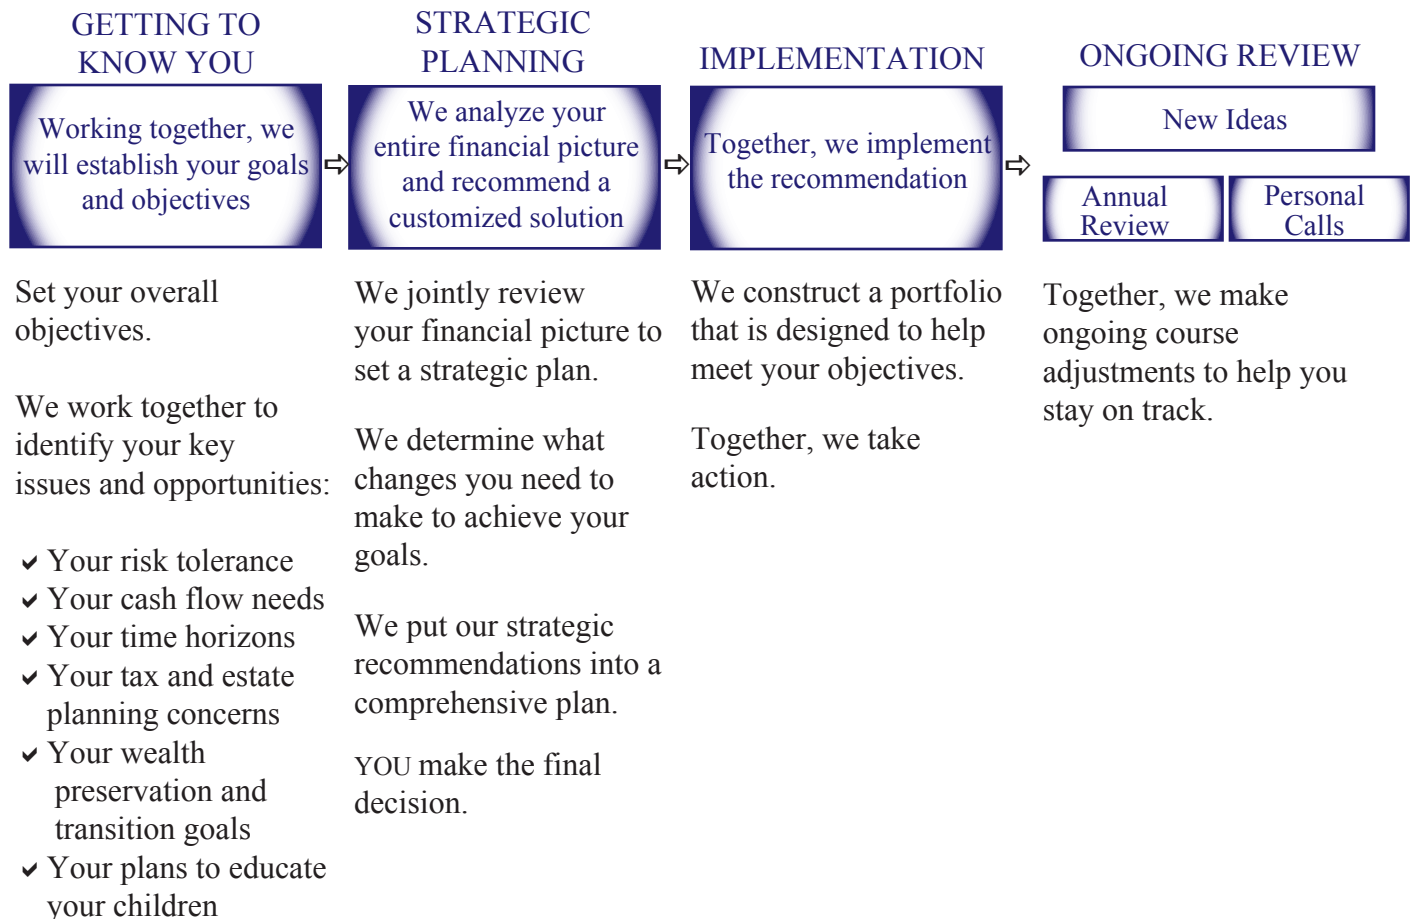 GETTING TO
KNOW YOU
Working together, we
will establish your goals
and objectives
Set your overall
objectives.
We work together to
identify your key
issues and opportunities:
Your risk tolerance
Your cash flow needs
Your time horizons
Your tax and estate
planning concerns
Your wealth
preservation and
transition goals
Your plans to educate
your children
STRATEGIC
PLANNING
We analyze your
entire financial picture
and recommend a
customized solution
We jointly review
your financial picture to
set a strategic plan.
We determine what
changes you need to
make to achieve your
goals.
We put our strategic
recommendations into a
comprehensive plan.
YOU make the final
decision.
IMPLEMENTATION
Together, we implement
the recommendation
We construct a portfolio
that is designed to help
meet your objectives.
Together, we take
action.
ONGOING REVIEW
New Ideas
Annual
Review
Personal
Calls
Together, we make
ongoing course
adjustments to help you
stay on track.